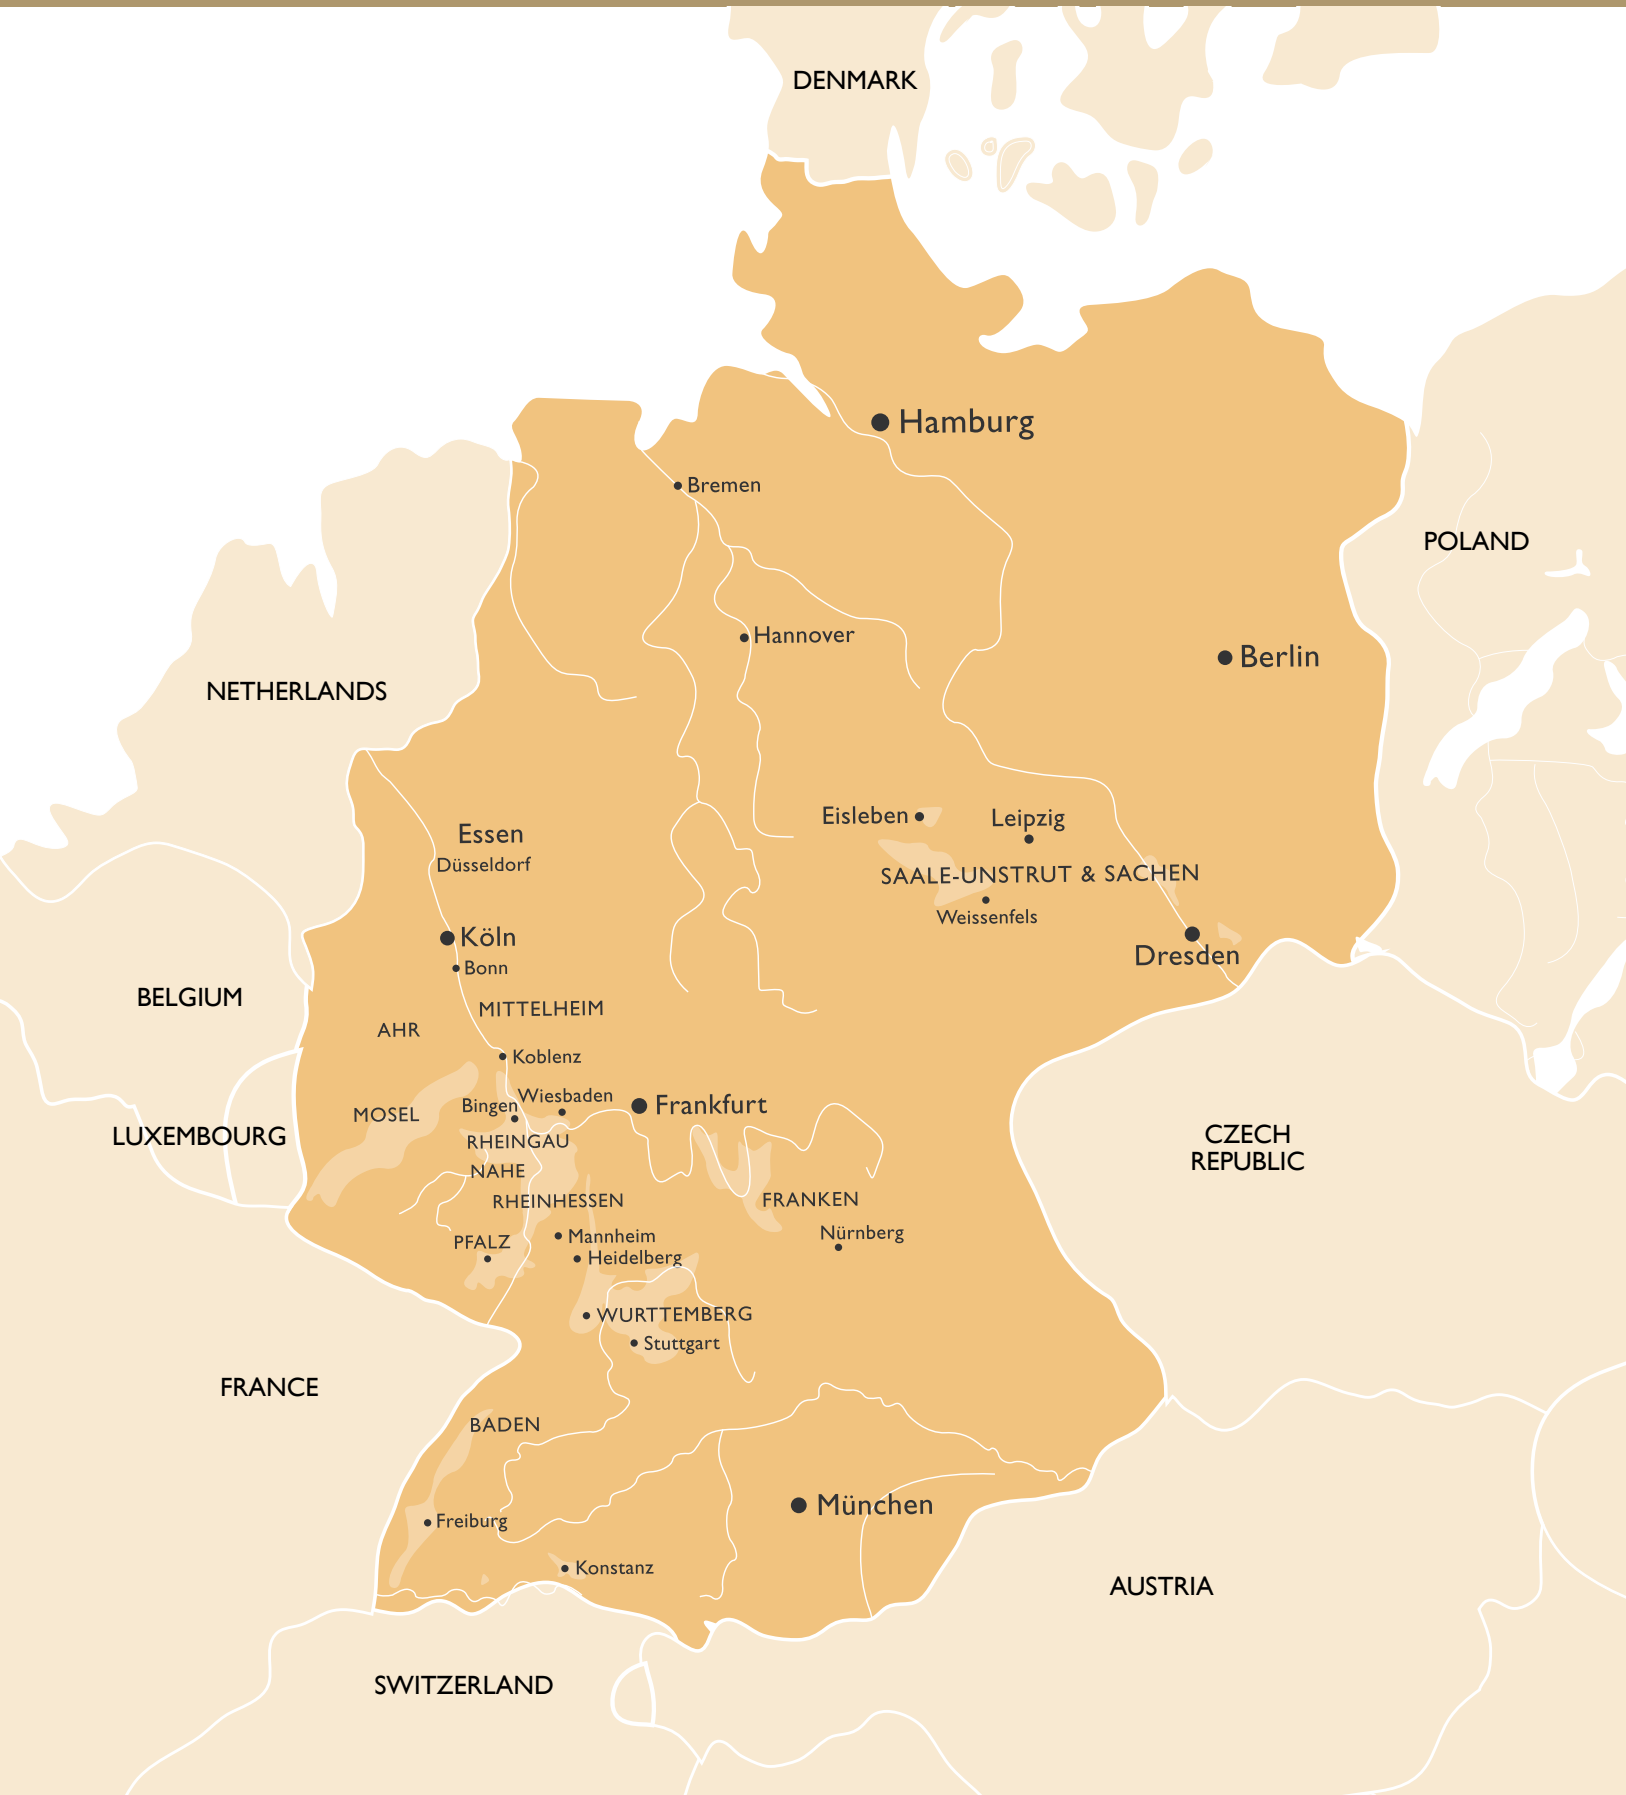 DENMARK
Hamburg
Bremen
POLAND
Hannover
Berlin
NETHERLANDS
Eisleben
Leipzig
Essen
Düsseldorf
SAALE-UNSTRUT & SACHEN
Weissenfels
Köln
Dresden
Bonn
BELGIUM
MITTELHEIM
AHR
Koblenz
Wiesbaden
Bingen
Frankfurt
MOSEL
LUXEMBOURG
CZECH
REPUBLIC
RHEINGAU
NAHE
RHEINHESSEN
FRANKEN
Nürnberg
Mannheim
PFALZ
Heidelberg
WURTTEMBERG
Stuttgart
FRANCE
BADEN
München
Freiburg
Konstanz
AUSTRIA
SWITZERLAND